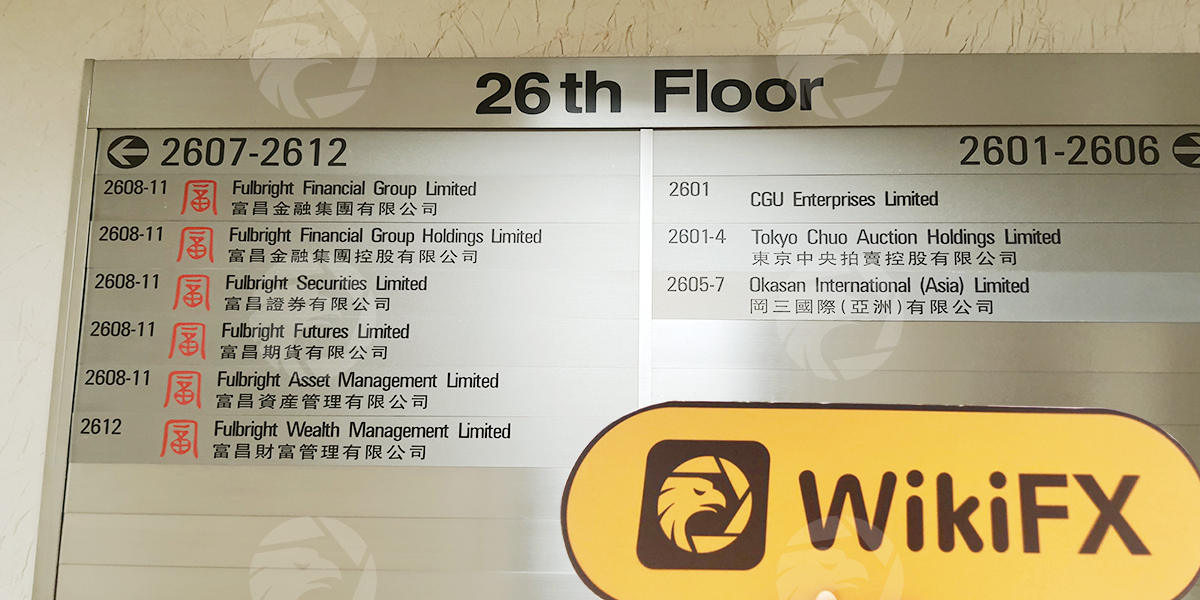 26th Floor
2607-2612
2608-11 富 Fulbright Financial Group Limited
富昌金融集團有限公司
2608-11 富 Fulbright Financial Group Holdings Limited
富昌金融集團控股有限公司
2608-11 富 Fulbright Securities Limited
富昌證券有限公司
2608-11 富 Fulbright Futures Limited
富昌期貨有限公司
2608-11 富 Fulbright Asset Management Limited
富昌資產管理有限公司
2612 富 Fulbright Wealth Management Limited
富昌財富管理有限公司
2601-2606
2601 CGU Enterprises Limited
2601-4 Tokyo Chuo Auction Holdings Limited
東京中央拍賣控股有限公司
2605-7 Okasan International (Asia) Limited
岡三國際(亞洲)有限公司
WikiFX